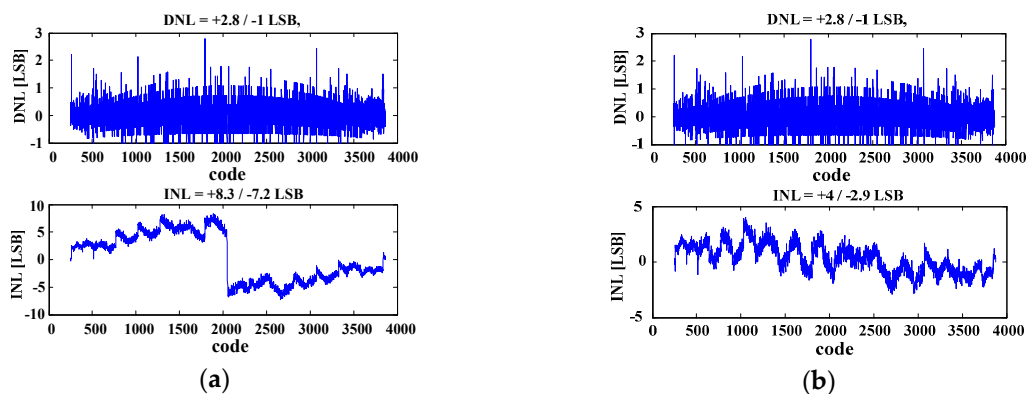 DNL = +2.8 / -1 LSB,
DNL [LSB]
3
2
1
0
-1
0 500 1000 1500 2000 2500 3000 3500 4000
code
INL = +8.3 / -7.2 LSB
INL [LSB]
10
5
0
-5
-10
0 500 1000 1500 2000 2500 3000 3500 4000
code
(a)
DNL = +2.8 / -1 LSB,
DNL [LSB]
3
2
1
0
-1
0 500 1000 1500 2000 2500 3000 3500 4000
code
INL = +4 / -2.9 LSB
INL [LSB]
5
0
-5
0 500 1000 1500 2000 2500 3000 3500 4000
code
(b)